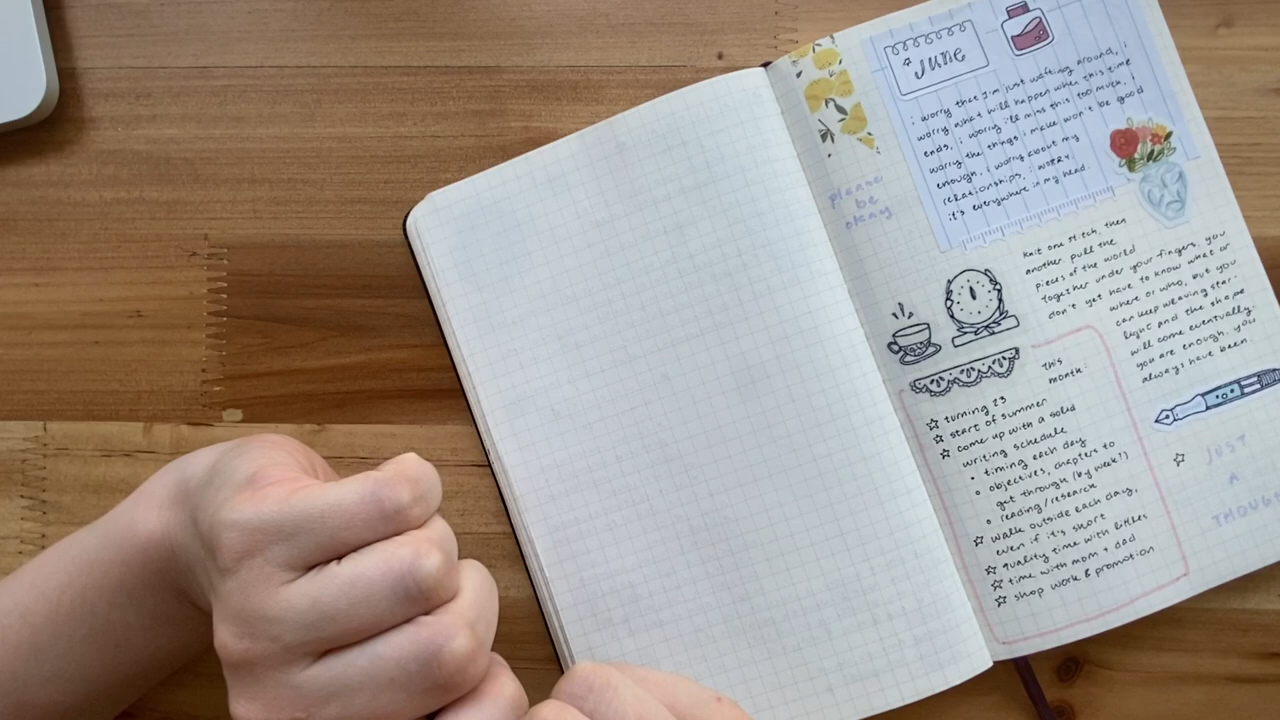 June
i worry that I'm just wafting around, i
worry what will happen when this time
ends, i worry i'll miss this too much, i
worry the things i make won't be good
enough, i worry about my
relationships, i worry.
it's everywhere in my head.
please
be
okay
knit one stitch, then
another. pull the
pieces of the world
together under your fingers. you
don't yet have to know what or
where or who, but you
can keep weaving star-
light and the shape
will come eventually.
you are enough. you
always have been.
this
month:
turning 23
start of summer
come up with a solid
writing schedule
timing each day
objectives, chapters to
get through (by week?)
reading/research
walk outside each day,
even if it's short
quality time with littles
time with mom + dad
shop work & promotion
JUST
A
THOUG